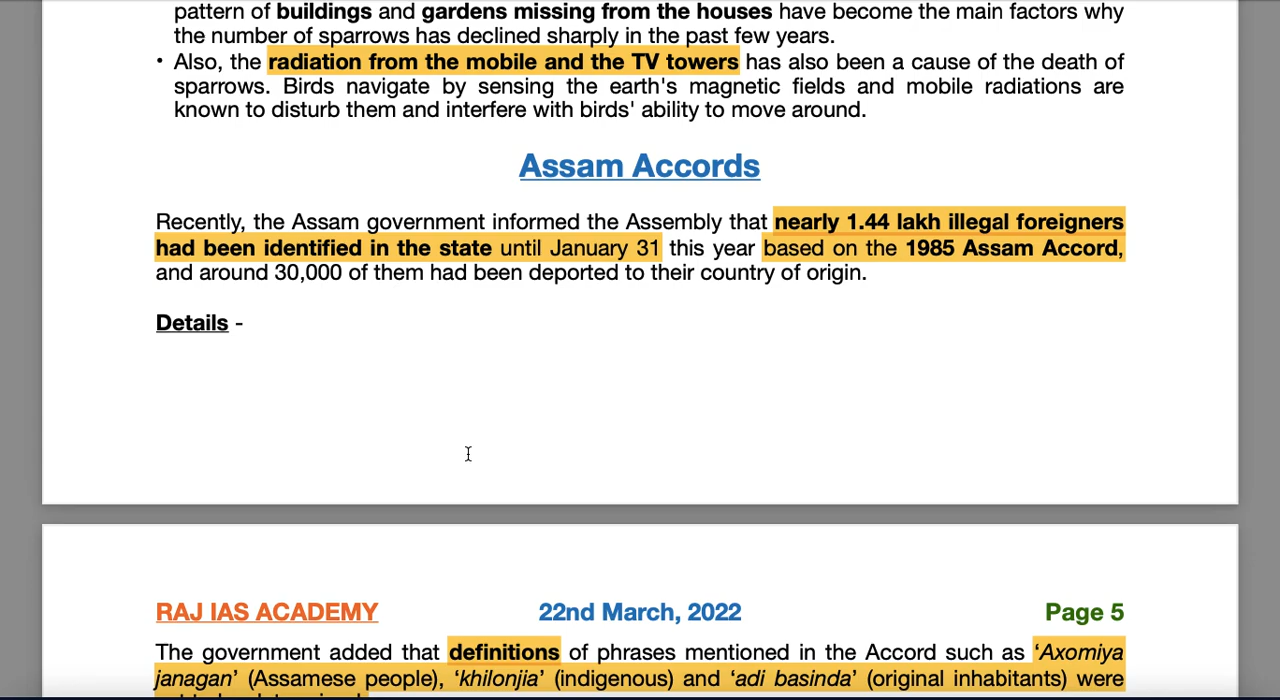 pattern of buildings and gardens missing from the houses have become the main factors why
the number of sparrows has declined sharply in the past few years.
• Also, the radiation from the mobile and the TV towers has also been a cause of the death of
sparrows. Birds navigate by sensing the earth's magnetic fields and mobile radiations are
known to disturb them and interfere with birds' ability to move around.
Assam Accords
Recently, the Assam government informed the Assembly that nearly 1.44 lakh illegal foreigners
had been identified in the state until January 31 this year based on the 1985 Assam Accord,
and around 30,000 of them had been deported to their country of origin.
Details -
RAJ IAS ACADEMY 22nd March, 2022 Page 5
The government added that definitions of phrases mentioned in the Accord such as ‘Axomiya
janagan’ (Assamese people), ‘khilonjia’ (indigenous) and ‘adi basinda’ (original inhabitants) were